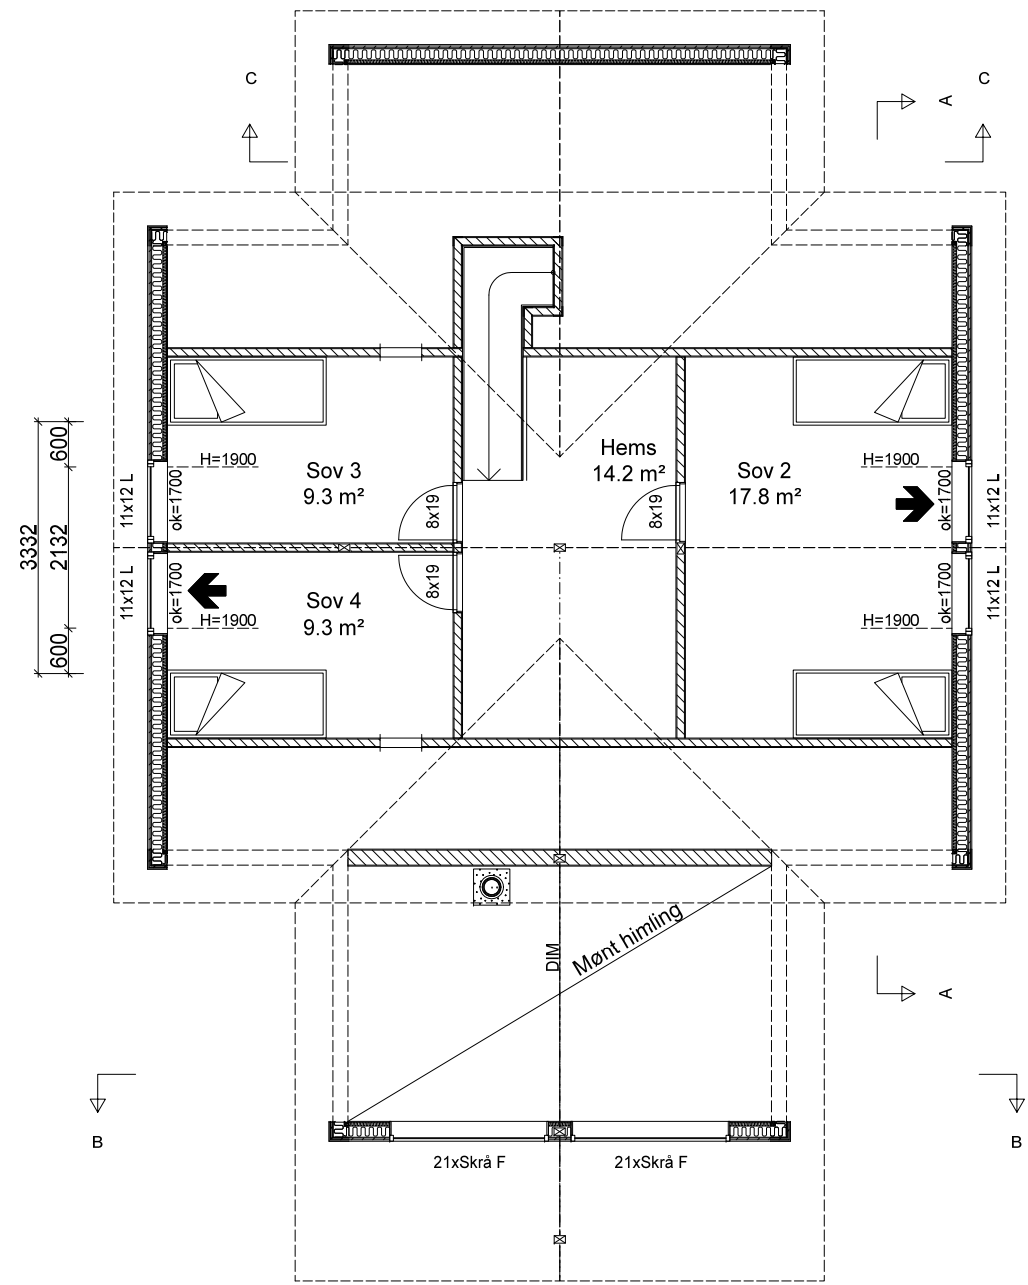 C
C
A
Hems
14.2 m²
600
H=1900
H=1900
Sov 3
9.3 m²
Sov 2
17.8 m²
11x12 L
ok=1700
8x19
8x19
ok=1700
11x12 L
3332
2132
11x12 L
ok=1700
8x19
ok=1700
11x12 L
Sov 4
9.3 m²
H=1900
H=1900
600
Mønt himling
DIM
A
B
B
21xSkrå F
21xSkrå F